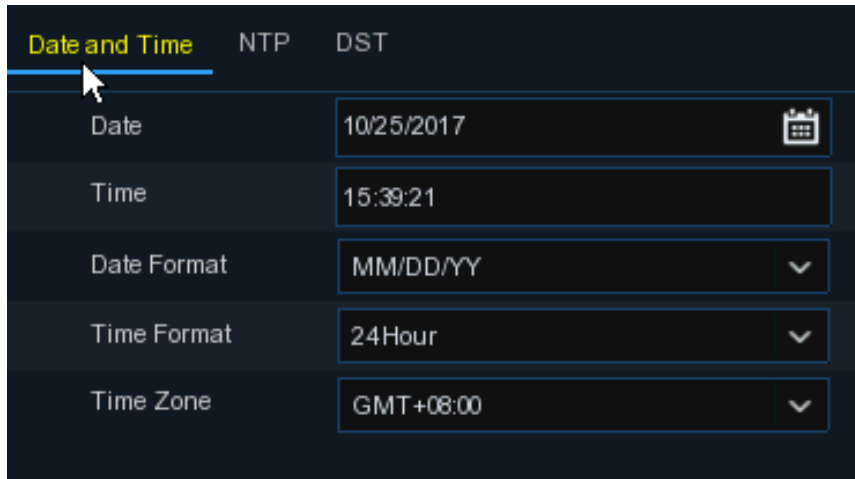 Date and Time NTP DST
Date 10/25/2017
Time 15:39:21
Date Format MM/DD/YY
Time Format 24Hour
Time Zone GMT+08:00